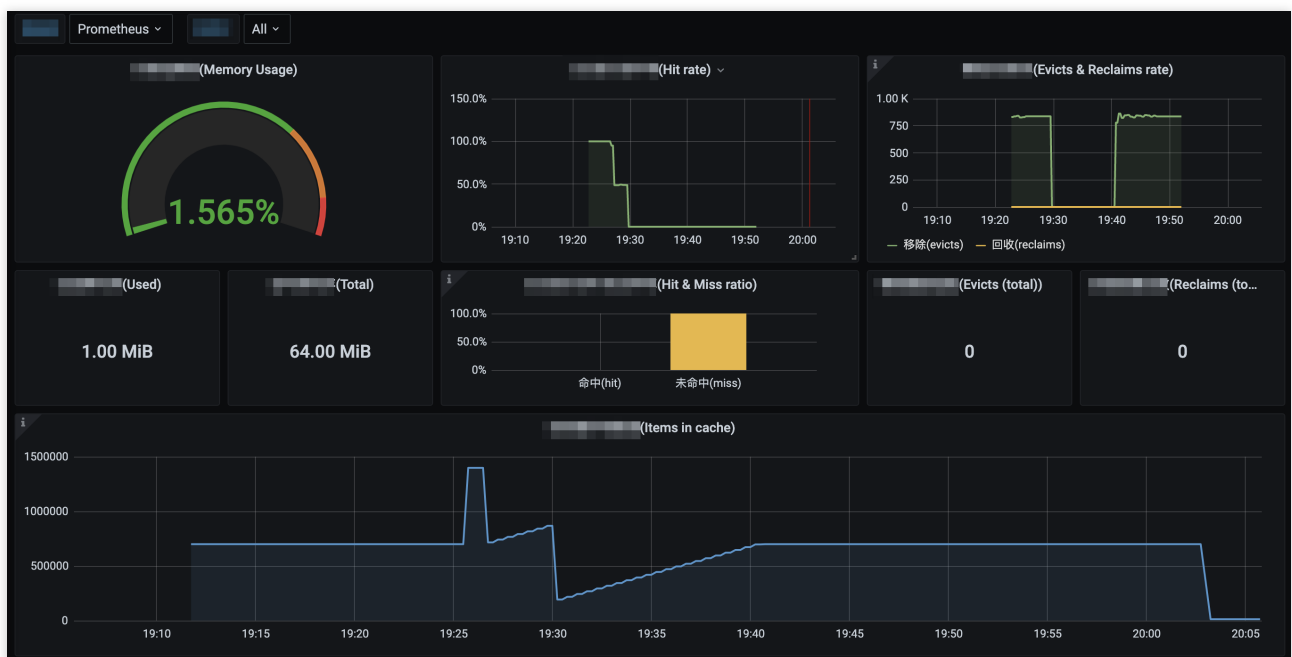 Prometheus
All
(Memory Usage)
1.565%
(Hit rate)
150.0%
100.0%
50.0%
0%
19:10 19:20 19:30 19:40 19:50 20:00
(Evicts & Reclaims rate)
1.00 K
750
500
250
0
19:10 19:20 19:30 19:40 19:50 20:00
移除(evicts) 回收(reclaims)
(Used)
1.00 MiB
(Total)
64.00 MiB
(Hit & Miss ratio)
100.0%
50.0%
0%
命中(hit) 未命中(miss)
(Evicts (total))
0
(Reclaims (to...
0
(Items in cache)
1500000
1000000
500000
0
19:10 19:15 19:20 19:25 19:30 19:35 19:40 19:45 19:50 19:55 20:00 20:05